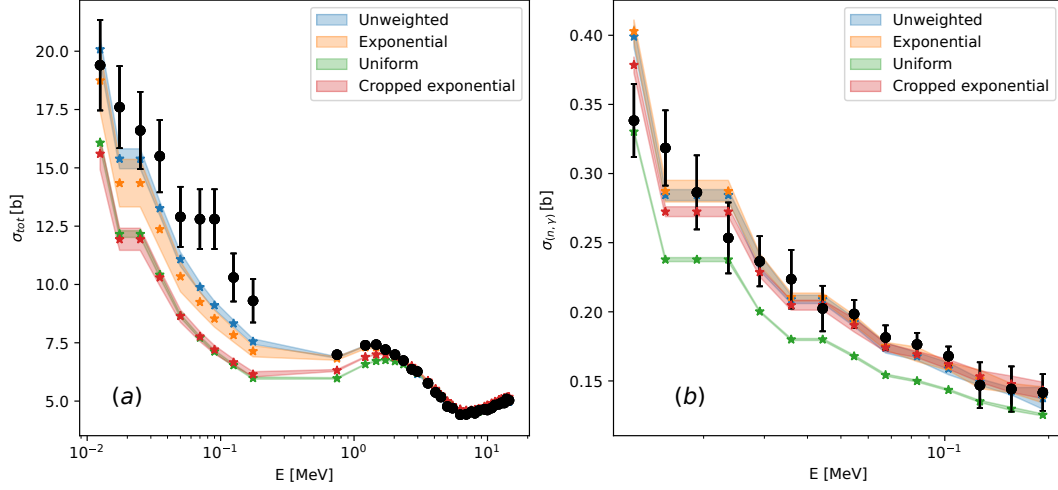 20.0
17.5
15.0
12.5
10.0
7.5
5.0
σ_tot [b]
10⁻² 10⁻¹ 10⁰ 10¹
E [MeV]
(a)
Unweighted
Exponential
Uniform
Cropped exponential
0.40
0.35
0.30
0.25
0.20
0.15
σ_(n, γ) [b]
10⁻¹
E [MeV]
(b)
Unweighted
Exponential
Uniform
Cropped exponential